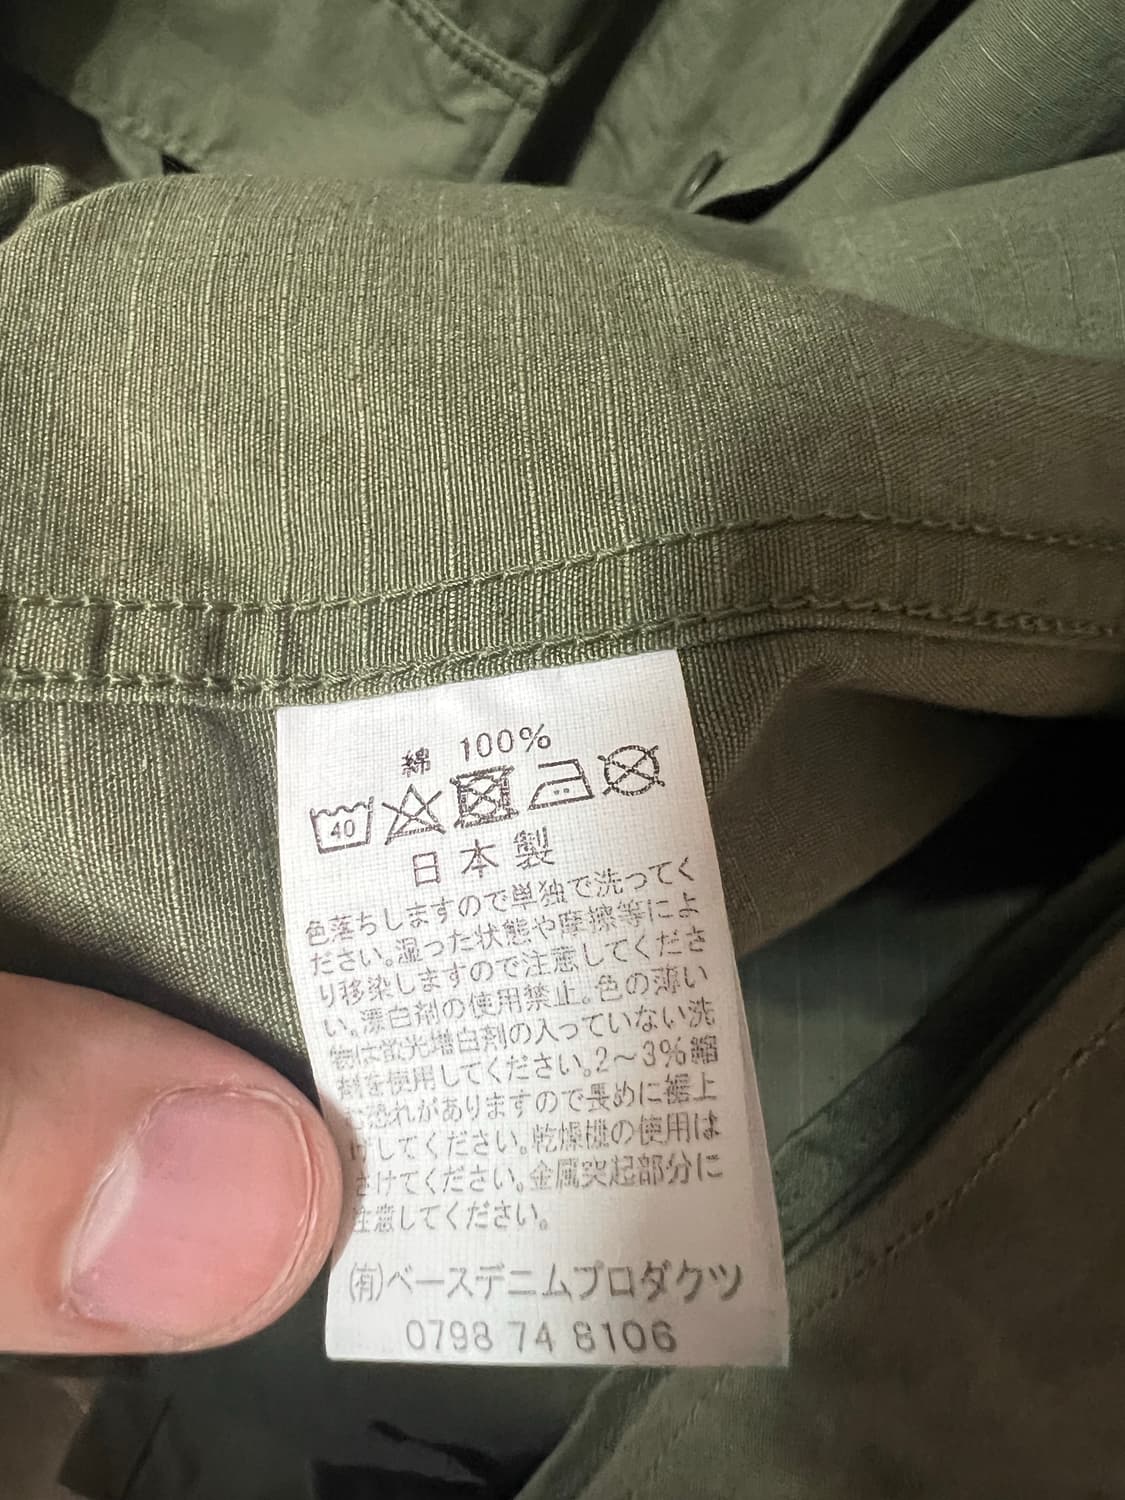 綿 100%
40
日本製
色落ちしますので単独で洗ってく
ださい。湿った状態や摩擦等によ
り移染しますので注意してくださ
い。漂白剤の使用禁止。色の薄い
物は蛍光増白剤の入っていない洗
剤を使用してください。2〜3%縮
む恐れがありますので長めに裾上
げしてください。乾燥機の使用は
さけてください。金属突起部分に
注意してください。
(有)ベースデニムプロダクツ
0798 74 8106